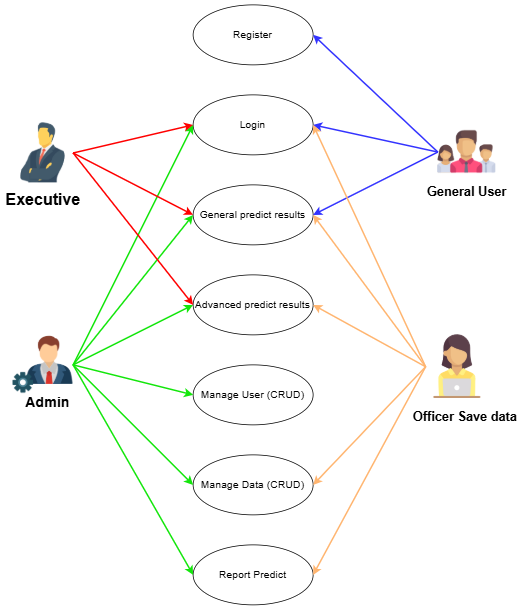 Register
Login
Executive
General User
General predict results
Advanced predict results
Admin
Manage User (CRUD)
Officer Save data
Manage Data (CRUD)
Report Predict